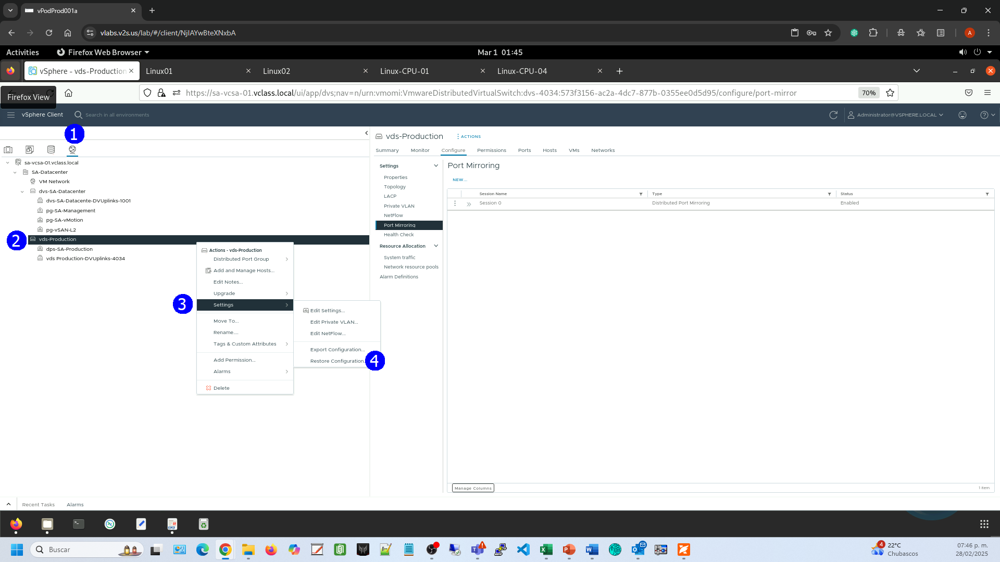 vPodProd001a
vlabs.v2s.us/lab/#/client/NjIAYwBteXNxbA
A
Activities
Firefox Web Browser
Mar 1 01:45
vSphere - vds-Production
Linux01
Linux02
Linux-CPU-01
Linux-CPU-04
Firefox View
https://sa-vcsa-01.vclass.local/ui/app/dvs;nav=n/urn:vmomi:VmwareDistributedVirtualSwitch:dvs-4034:573f3156-ac2a-4dc7-877b-0355ee0d5d95/configure/port-mirror
70%
vSphere Client
Search in all environments
Administrator@VSPHERE.LOCAL
1
sa-vcsa-01.vclass.local
SA-Datacenter
VM Network
dvs-SA-Datacenter
dvs-SA-Datacente-DVUplinks-1001
pg-SA-Management
pg-SA-vMotion
pg-vSAN-L2
2
vds-Production
dps-SA-Production
vds Production-DVUplinks-4034
Actions - vds-Production
Distributed Port Group
Add and Manage Hosts...
Edit Notes...
Upgrade
3
Settings
Move To...
Rename....
Tags & Custom Attributes
Add Permission...
Alarms
Delete
Edit Settings...
Edit Private VLAN...
Edit NetFlow...
Export Configuration...
Restore Configuration.
4
vds-Production
ACTIONS
Summary
Monitor
Configure
Permissions
Ports
Hosts
VMs
Networks
Settings
Properties
Topology
LACP
Private VLAN
NetFlow
Port Mirroring
Health Check
Resource Allocation
System traffic
Network resource pools
Alarm Definitions
Port Mirroring
NEW...
Session Name
Type
Status
Session 0
Distributed Port Mirroring
Enabled
Manage Columns
1 item
Recent Tasks
Alarms
Buscar
4
22°C
Chubascos
07:46 p. m.
28/02/2025